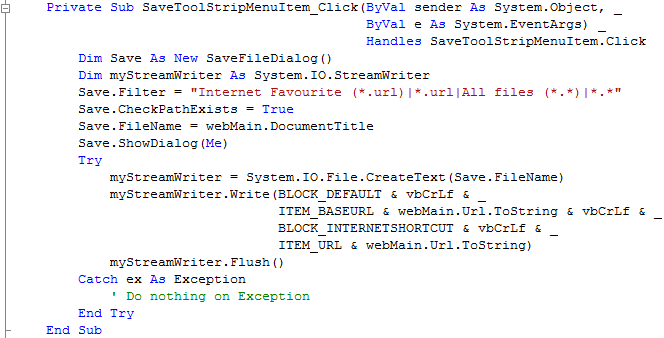 Private Sub SaveToolStripMenuItem_Click(ByVal sender As System.Object, _
                                        ByVal e As System.EventArgs) _
                                        Handles SaveToolStripMenuItem.Click
    Dim Save As New SaveFileDialog()
    Dim myStreamWriter As System.IO.StreamWriter
    Save.Filter = "Internet Favourite (*.url)|*.url|All files (*.*)|*.*"
    Save.CheckPathExists = True
    Save.FileName = webMain.DocumentTitle
    Save.ShowDialog(Me)
    Try
        myStreamWriter = System.IO.File.CreateText(Save.FileName)
        myStreamWriter.Write(BLOCK_DEFAULT & vbCrLf & _
                             ITEM_BASEURL & webMain.Url.ToString & vbCrLf & _
                             BLOCK_INTERNETSHORTCUT & vbCrLf & _
                             ITEM_URL & webMain.Url.ToString)
        myStreamWriter.Flush()
    Catch ex As Exception
        ' Do nothing on Exception
    End Try
End Sub